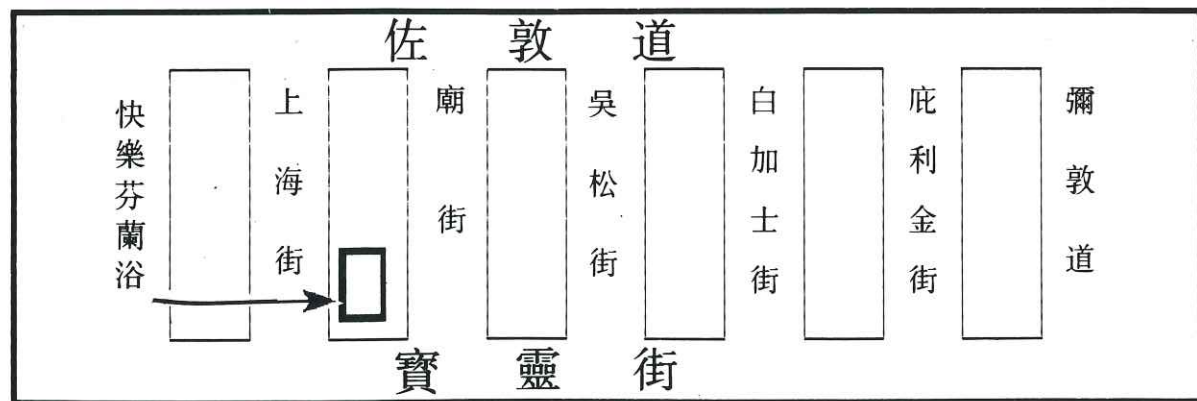 佐敦道
快樂芬蘭浴
上海街
廟街
吳松街
白加士街
庇利金街
彌敦道
寶靈街